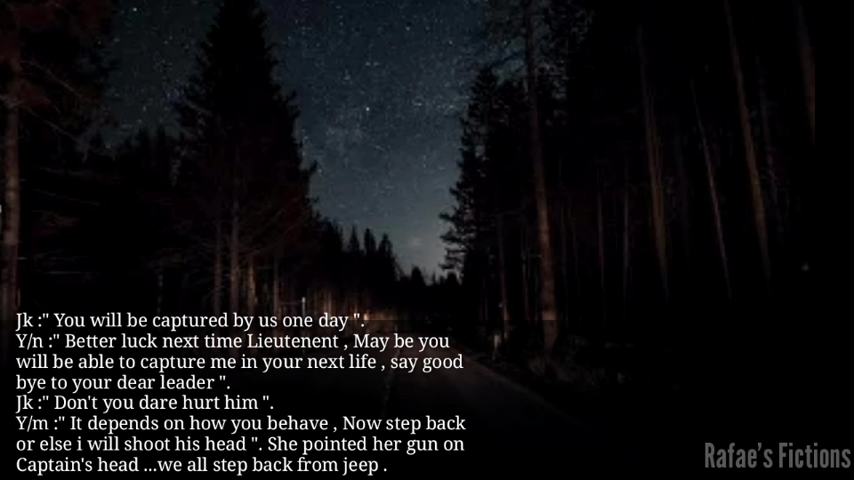 Jk :" You will be captured by us one day ".
Y/n :" Better luck next time Lieutenent , May be you
will be able to capture me in your next life , say good
bye to your dear leader ".
Jk :" Don't you dare hurt him ".
Y/m :" It depends on how you behave , Now step back
or else i will shoot his head ". She pointed her gun on
Captain's head ...we all step back from jeep .
Rafae's Fictions